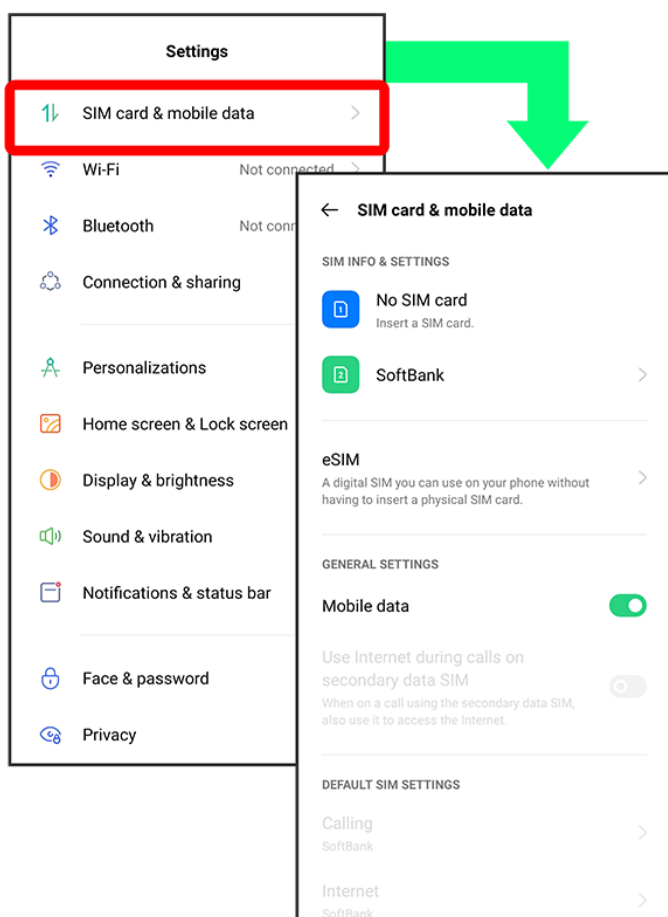 Settings
SIM card & mobile data
Wi-Fi Not connected
Bluetooth Not conn
Connection & sharing
Personalizations
Home screen & Lock screen
Display & brightness
Sound & vibration
Notifications & status bar
Face & password
Privacy
SIM card & mobile data
SIM INFO & SETTINGS
1
No SIM card
Insert a SIM card.
2
SoftBank
eSIM
A digital SIM you can use on your phone without
having to insert a physical SIM card.
GENERAL SETTINGS
Mobile data
Use Internet during calls on
secondary data SIM
When on a call using the secondary data SIM,
also use it to access the Internet.
DEFAULT SIM SETTINGS
Calling
SoftBank
Internet
SoftBank